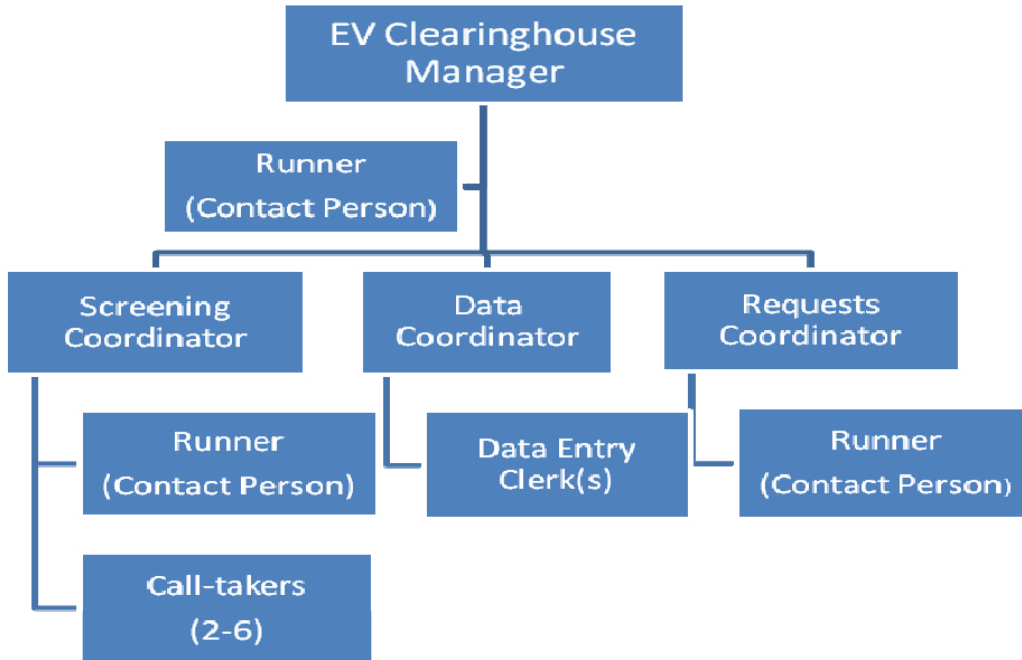 EV Clearinghouse
Manager
Runner
(Contact Person)
Screening
Coordinator
Data
Coordinator
Requests
Coordinator
Runner
(Contact Person)
Data Entry
Clerk(s)
Runner
(Contact Person)
Call-takers
(2-6)